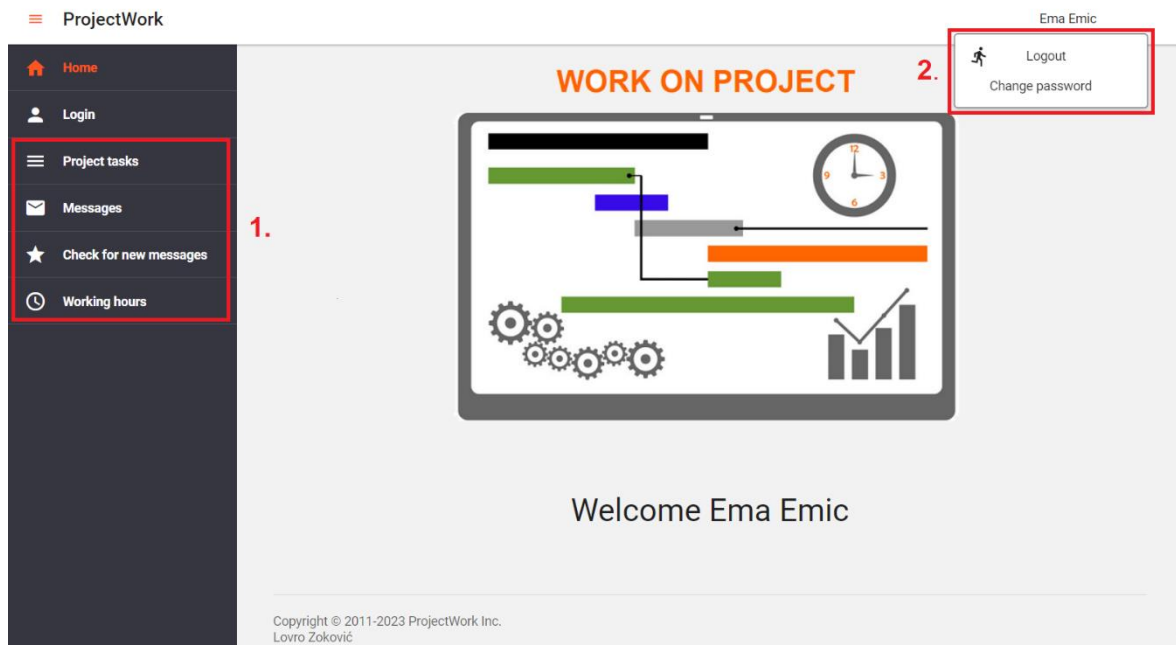 ProjectWork
Ema Emic
Home
Login
Project tasks
Messages
Check for new messages
Working hours
1.
WORK ON PROJECT
2.
Logout
Change password
12
9
3
6
Welcome Ema Emic
Copyright © 2011-2023 ProjectWork Inc.
Lovro Zoković